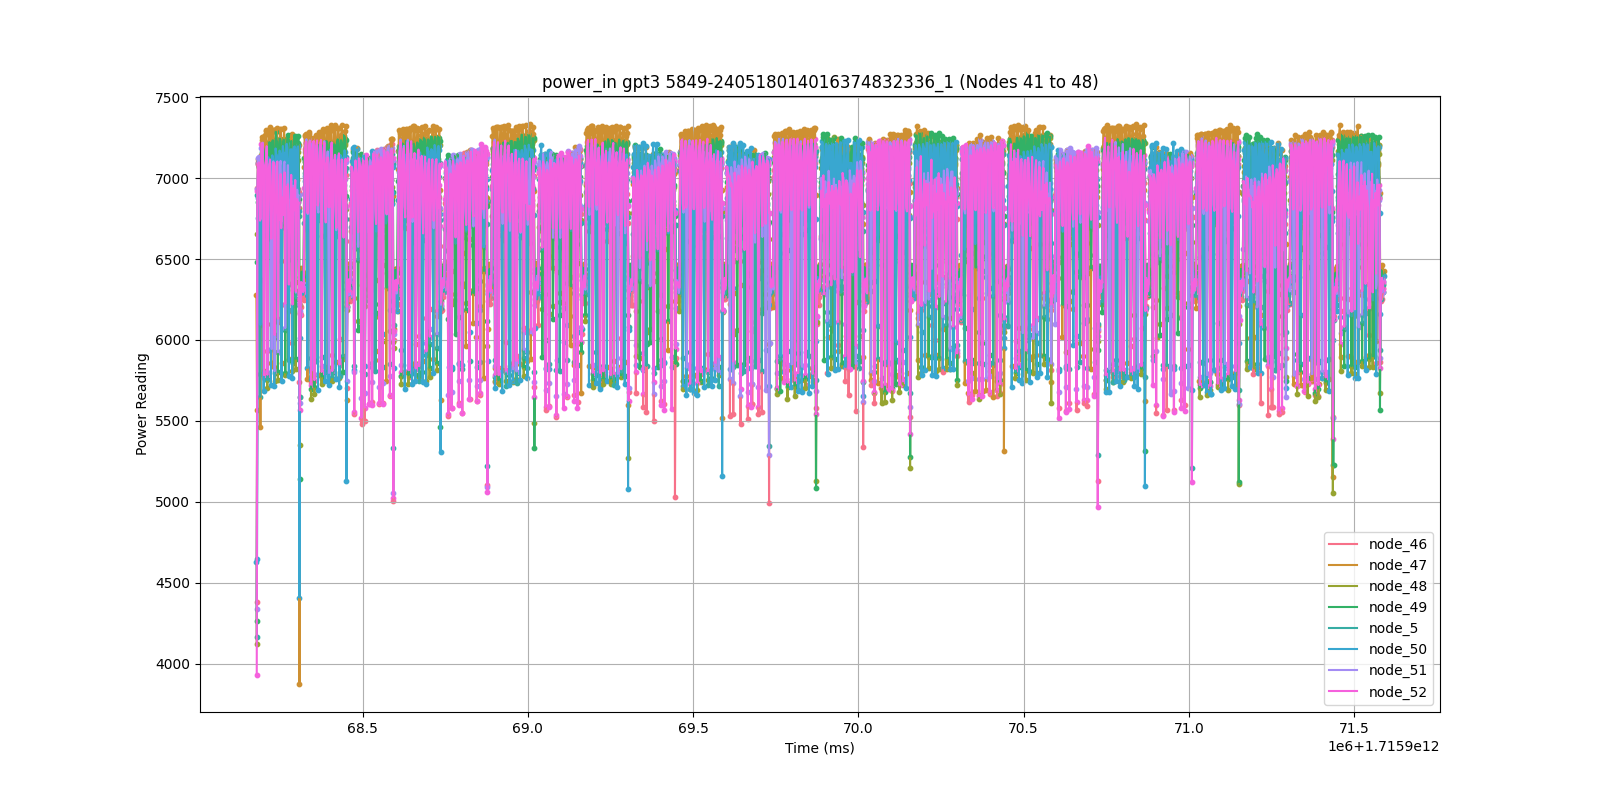 power_in gpt3 5849-240518014016374832336_1 (Nodes 41 to 48)
Power Reading
7500
7000
6500
6000
5500
5000
4500
4000
node_46
node_47
node_48
node_49
node_5
node_50
node_51
node_52
68.5
69.0
69.5
70.0
70.5
71.0
71.5
Time (ms)
1e6+1.7159e12